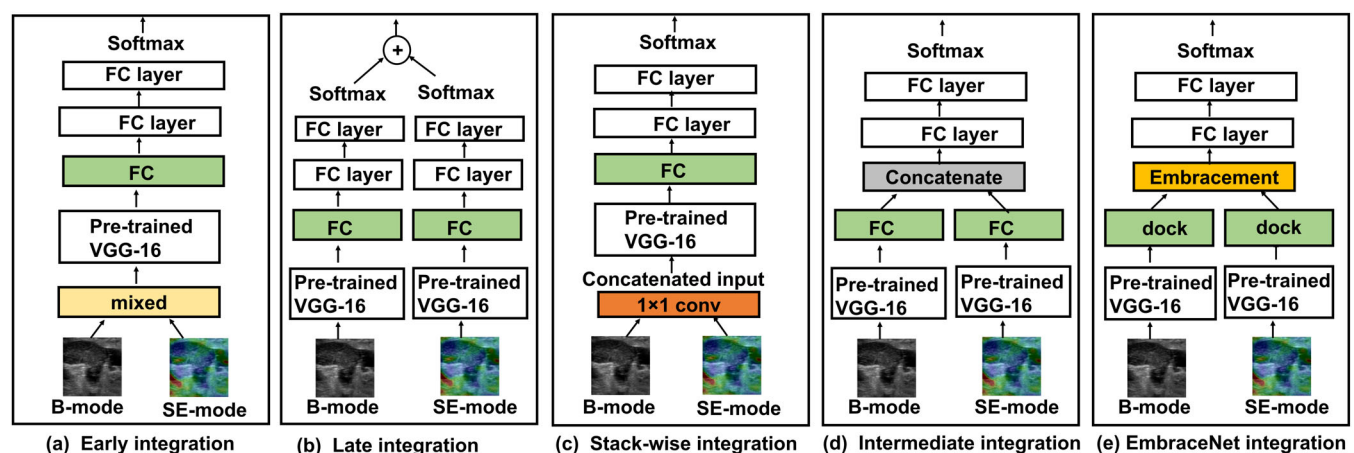 Softmax
FC layer
FC layer
FC
Pre-trained
VGG-16
mixed
B-mode
SE-mode
(a) Early integration
+
Softmax
Softmax
FC layer
FC layer
FC layer
FC layer
FC
FC
Pre-trained
VGG-16
Pre-trained
VGG-16
B-mode
SE-mode
(b) Late integration
Softmax
FC layer
FC layer
FC
Pre-trained
VGG-16
Concatenated input
1×1 conv
B-mode
SE-mode
(c) Stack-wise integration
Softmax
FC layer
FC layer
Concatenate
FC
FC
Pre-trained
VGG-16
Pre-trained
VGG-16
B-mode
SE-mode
(d) Intermediate integration
Softmax
FC layer
FC layer
Embracement
dock
dock
Pre-trained
VGG-16
Pre-trained
VGG-16
B-mode
SE-mode
(e) EmbraceNet integration